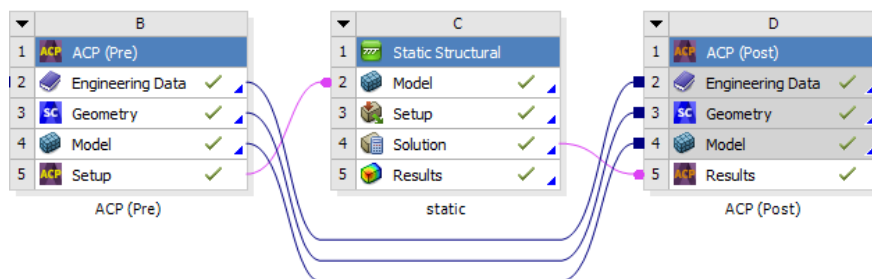 B
1 ACP ACP (Pre)
2 Engineering Data
3 SC Geometry
4 Model
5 ACP Setup
ACP (Pre)
C
1 Static Structural
2 Model
3 Setup
4 Solution
5 Results
static
D
1 ACP ACP (Post)
2 Engineering Data
3 SC Geometry
4 Model
5 ACP Results
ACP (Post)